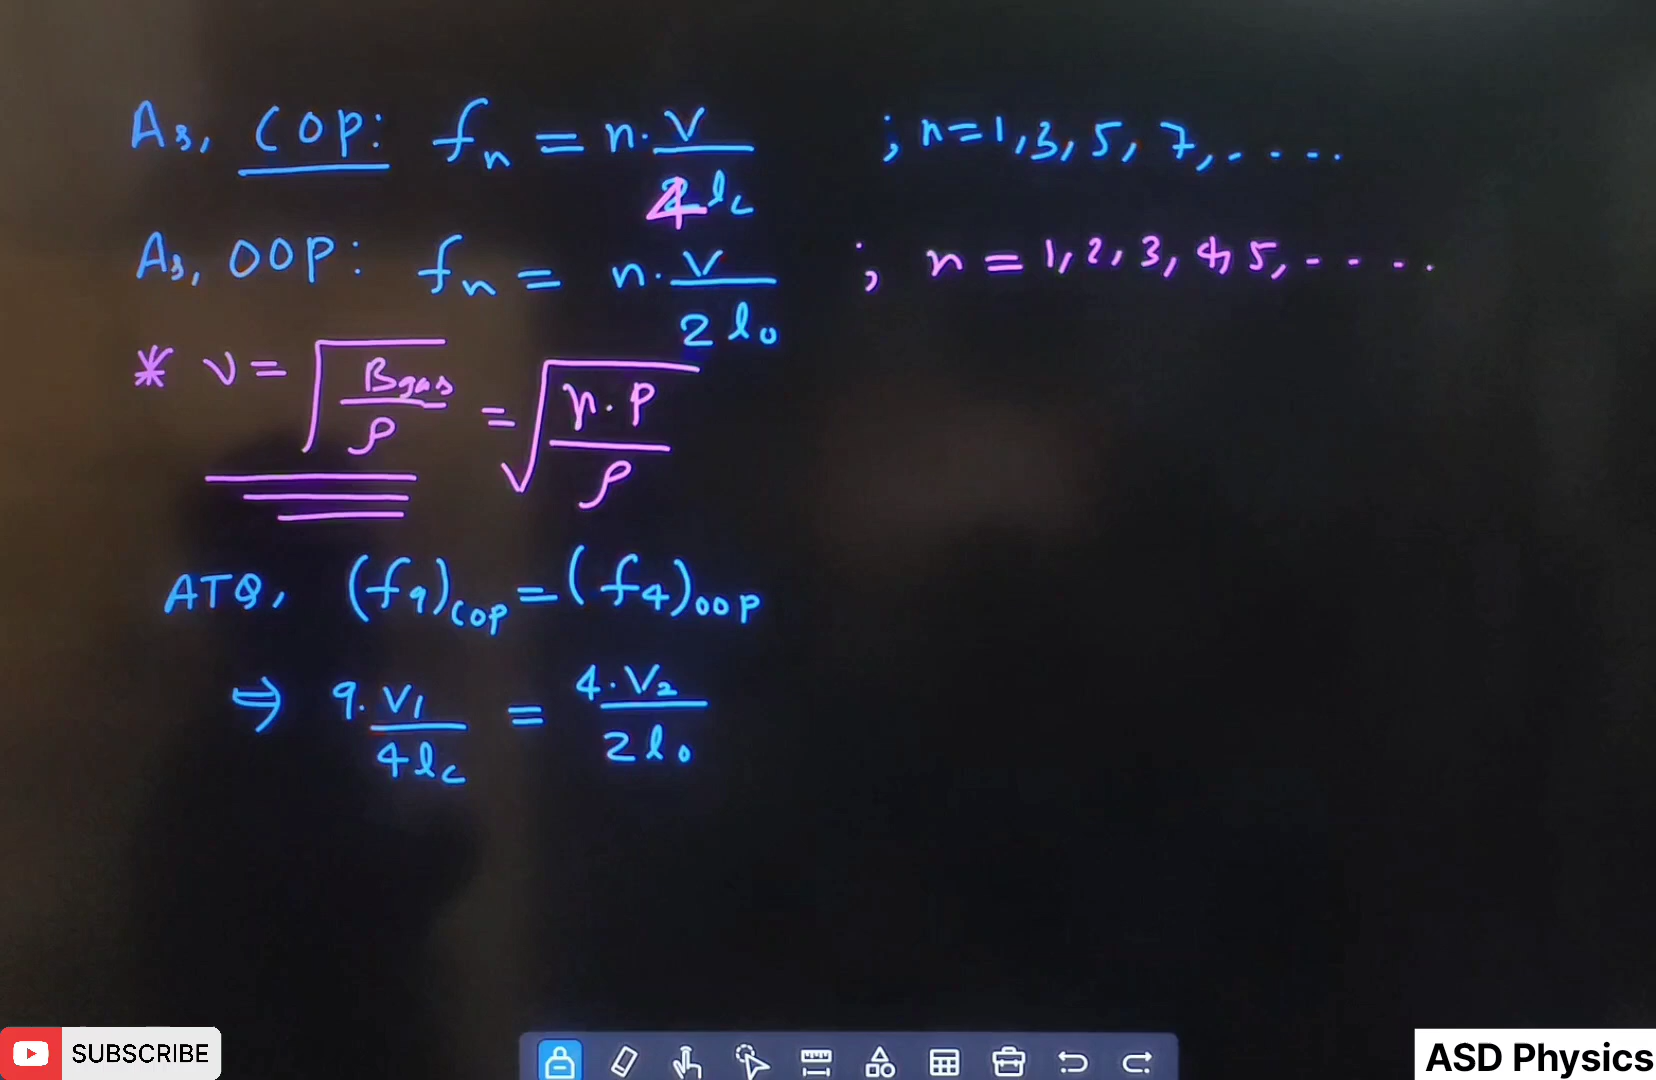 As, COP: fₙ = n·V/4lc ; n=1,3,5,7,.....
As, OOP: fₙ = n·V/2l₀ ; n = 1,2,3,4,5,.....
* v = √(Bgas/ρ) = √(γ·P/ρ)
ATQ, (f₉)COP = (f₄)OOP
⇒ 9·V₁/4lc = 4·V₂/2l₀
SUBSCRIBE
ASD Physics